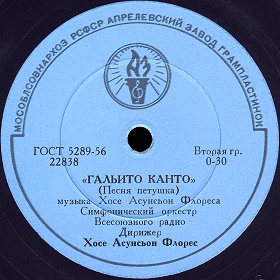 МОСОБЛСОВНАРХОЗ РСФСР АПРЕЛЕВСКИЙ ЗАВОД ГРАМПЛАСТИНОК
ГОСТ 5289-56 Вторая гр.
22838 0-30
«ГАЛЬИТО КАНТО»
(Песня петушка)
музыка Хосе Асунсьон Флореса
Симфонический оркестр
Всесоюзного радио
Дирижер
Хосе Асунсьон Флорес